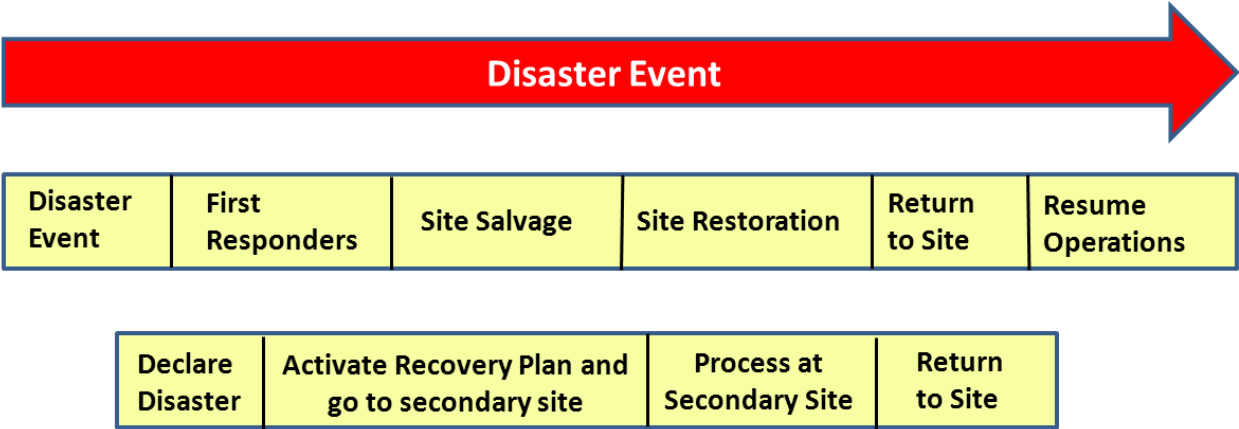 Disaster Event
Disaster
Event
First
Responders
Site Salvage
Site Restoration
Return
to Site
Resume
Operations
Declare
Disaster
Activate Recovery Plan and
go to secondary site
Process at
Secondary Site
Return
to Site